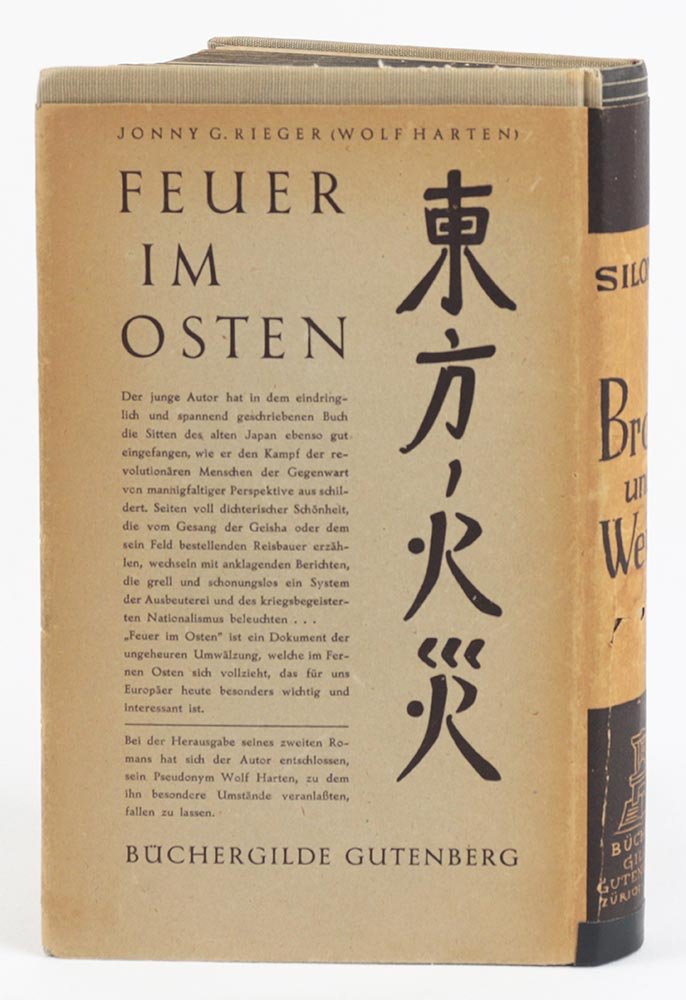 JONNY G. RIEGER (WOLF HARTEN)
FEUER
IM
OSTEN
東方ノ火災
Der junge Autor hat in dem eindring-
lich und spannend geschriebenen Buch
die Sitten des alten Japan ebenso gut
eingefangen, wie er den Kampf der re-
volutionären Menschen der Gegenwart
von mannigfaltiger Perspektive aus schil-
dert. Seiten voll dichterischer Schönheit,
die vom Gesang der Geisha oder dem
sein Feld bestellenden Reisbauer erzäh-
len, wechseln mit anklagenden Berichten,
die grell und schonungslos ein System
der Ausbeuterei und des kriegsbegeister-
ten Nationalismus beleuchten . . .
„Feuer im Osten" ist ein Dokument der
ungeheuren Umwälzung, welche im Fer-
nen Osten sich vollzieht, das für uns
Europäer heute besonders wichtig und
interessant ist.
Bei der Herausgabe seines zweiten Ro-
mans hat sich der Autor entschlossen,
sein Pseudonym Wolf Harten, zu dem
ihn besondere Umstände veranlaßten,
fallen zu lassen.
BÜCHERGILDE GUTENBERG
SILO
Bro
un
We
BÜCH
GIL
GUTEN
ZÜRIC